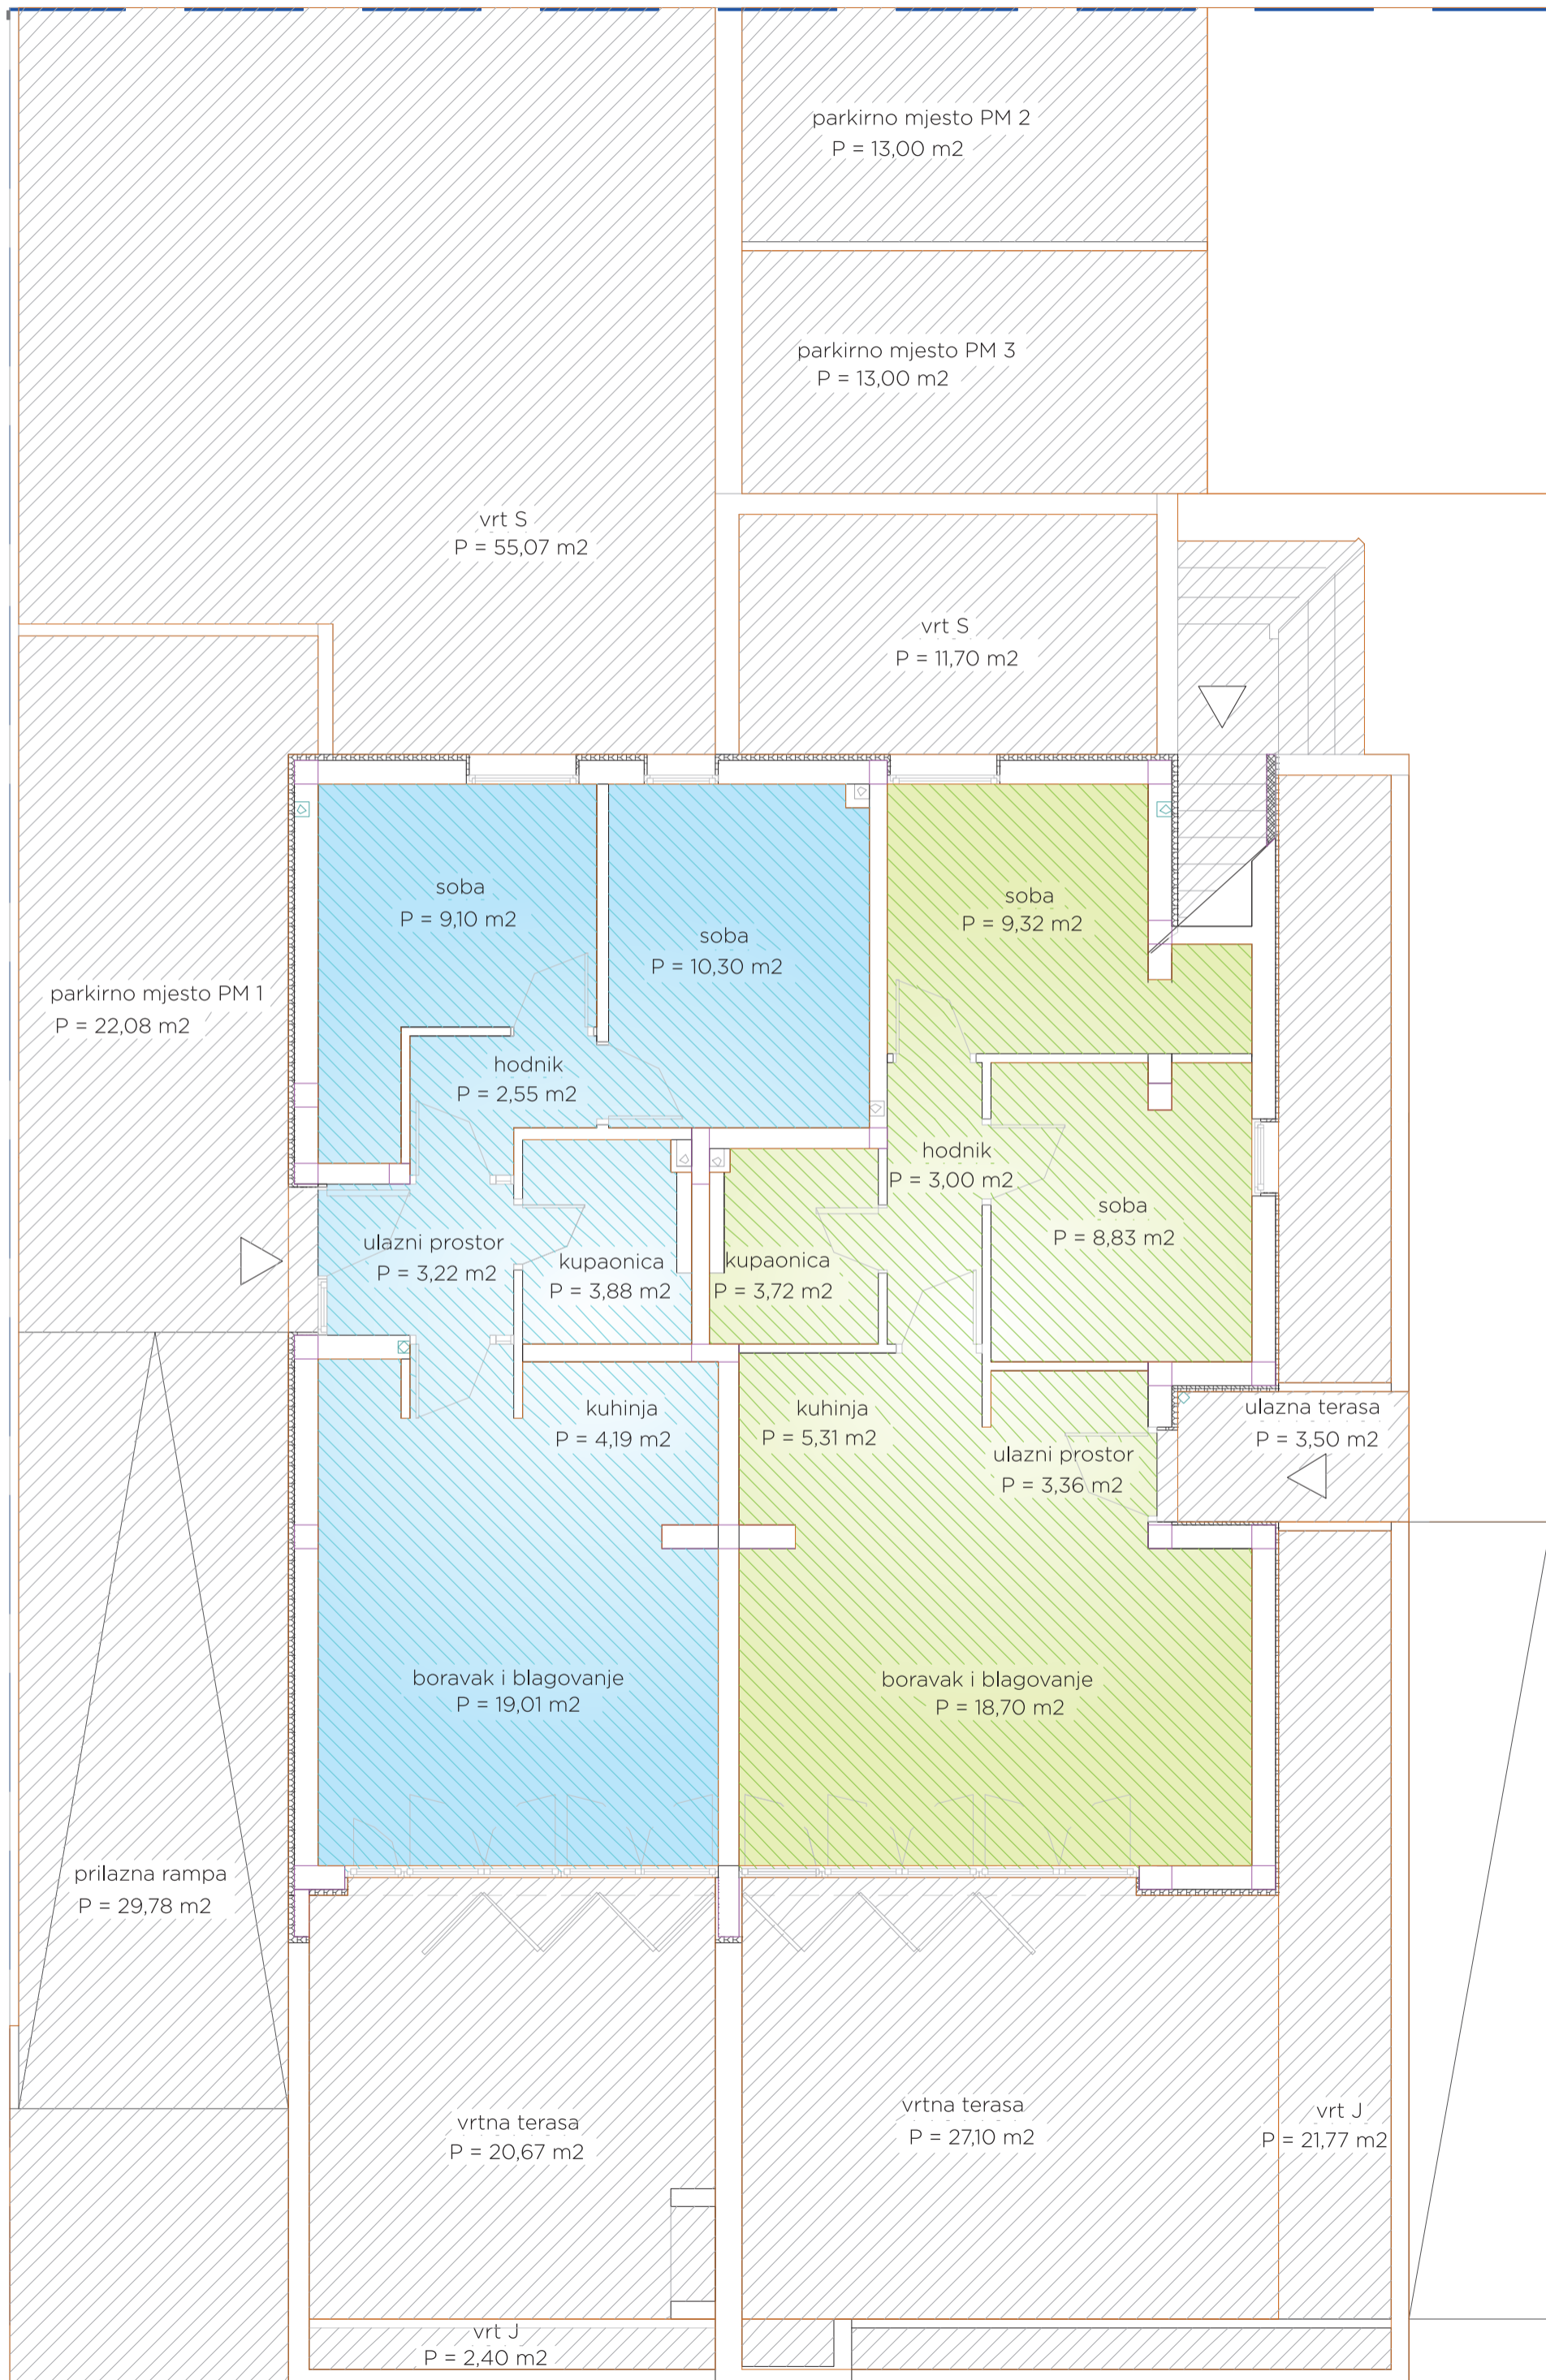 parkirno mjesto PM 2
P = 13,00 m2
parkirno mjesto PM 3
P = 13,00 m2
vrt S
P = 55,07 m2
vrt S
P = 11,70 m2
soba
P = 9,10 m2
soba
P = 10,30 m2
soba
P = 9,32 m2
parkirno mjesto PM 1
P = 22,08 m2
hodnik
P = 2,55 m2
hodnik
P = 3,00 m2
soba
P = 8,83 m2
ulazni prostor
P = 3,22 m2
kupaonica
P = 3,88 m2
kupaonica
P = 3,72 m2
kuhinja
P = 4,19 m2
kuhinja
P = 5,31 m2
ulazna terasa
P = 3,50 m2
ulazni prostor
P = 3,36 m2
boravak i blagovanje
P = 19,01 m2
boravak i blagovanje
P = 18,70 m2
prilazna rampa
P = 29,78 m2
vrtna terasa
P = 20,67 m2
vrtna terasa
P = 27,10 m2
vrt J
P = 21,77 m2
vrt J
P = 2,40 m2